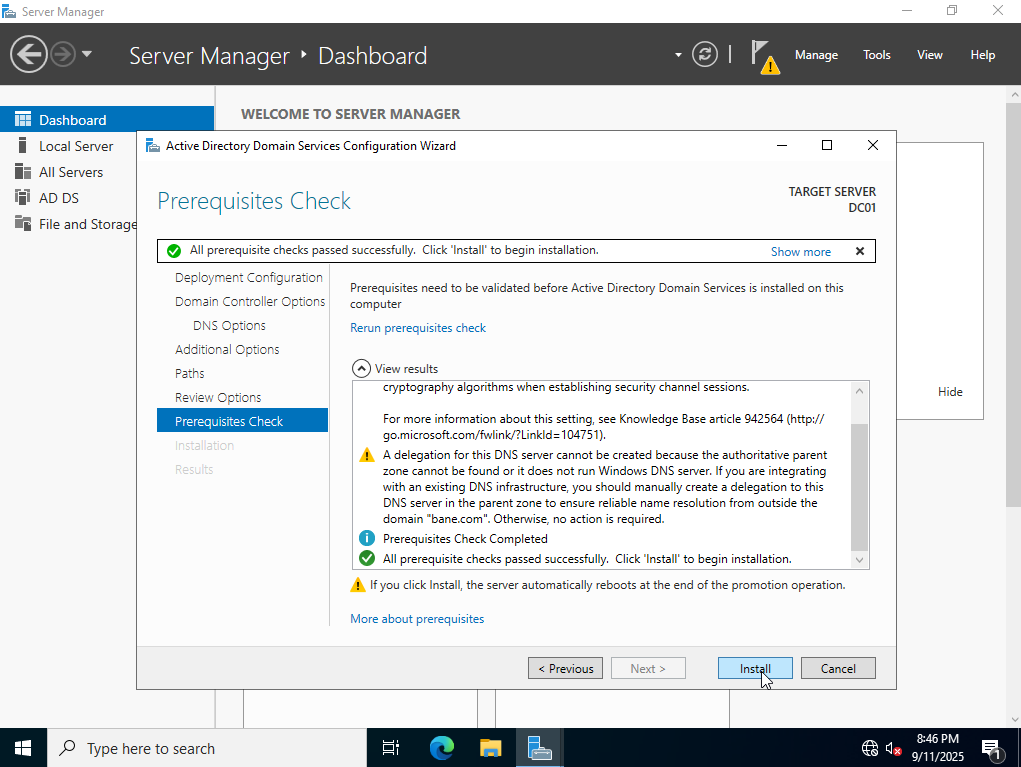 Server Manager
Server Manager ‣ Dashboard
Manage Tools View Help
WELCOME TO SERVER MANAGER
Dashboard
Local Server
All Servers
AD DS
File and Storage
Active Directory Domain Services Configuration Wizard
Prerequisites Check
TARGET SERVER
DC01
All prerequisite checks passed successfully. Click 'Install' to begin installation.
Show more
Deployment Configuration
Domain Controller Options
DNS Options
Additional Options
Paths
Review Options
Prerequisites Check
Installation
Results
Prerequisites need to be validated before Active Directory Domain Services is installed on this
computer
Rerun prerequisites check
View results
cryptography algorithms when establishing security channel sessions.
For more information about this setting, see Knowledge Base article 942564 (http://
go.microsoft.com/fwlink/?LinkId=104751).
A delegation for this DNS server cannot be created because the authoritative parent
zone cannot be found or it does not run Windows DNS server. If you are integrating
with an existing DNS infrastructure, you should manually create a delegation to this
DNS server in the parent zone to ensure reliable name resolution from outside the
domain "bane.com". Otherwise, no action is required.
Prerequisites Check Completed
All prerequisite checks passed successfully. Click 'Install' to begin installation.
If you click Install, the server automatically reboots at the end of the promotion operation.
More about prerequisites
Hide
< Previous
Next >
Install
Cancel
Type here to search
8:46 PM
9/11/2025
1